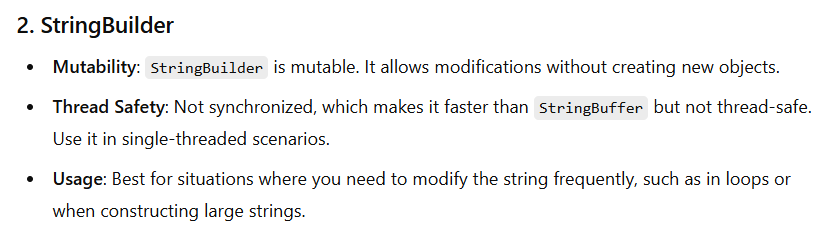 2. StringBuilder
• Mutability: StringBuilder is mutable. It allows modifications without creating new objects.
• Thread Safety: Not synchronized, which makes it faster than StringBuffer but not thread-safe.
Use it in single-threaded scenarios.
• Usage: Best for situations where you need to modify the string frequently, such as in loops or
when constructing large strings.